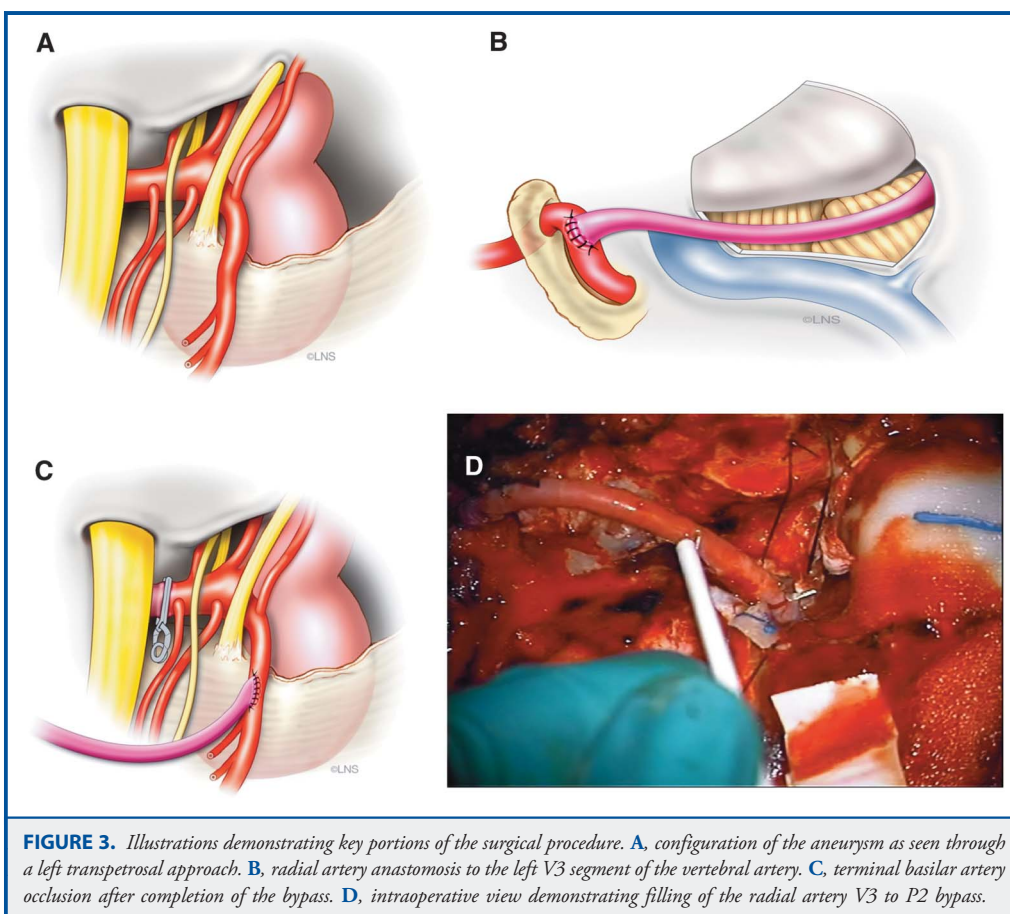 A
B
©LNS
©LNS
C
D
©LNS
FIGURE 3. Illustrations demonstrating key portions of the surgical procedure. A, configuration of the aneurysm as seen through
a left transpetrosal approach. B, radial artery anastomosis to the left V3 segment of the vertebral artery. C, terminal basilar artery
occlusion after completion of the bypass. D, intraoperative view demonstrating filling of the radial artery V3 to P2 bypass.